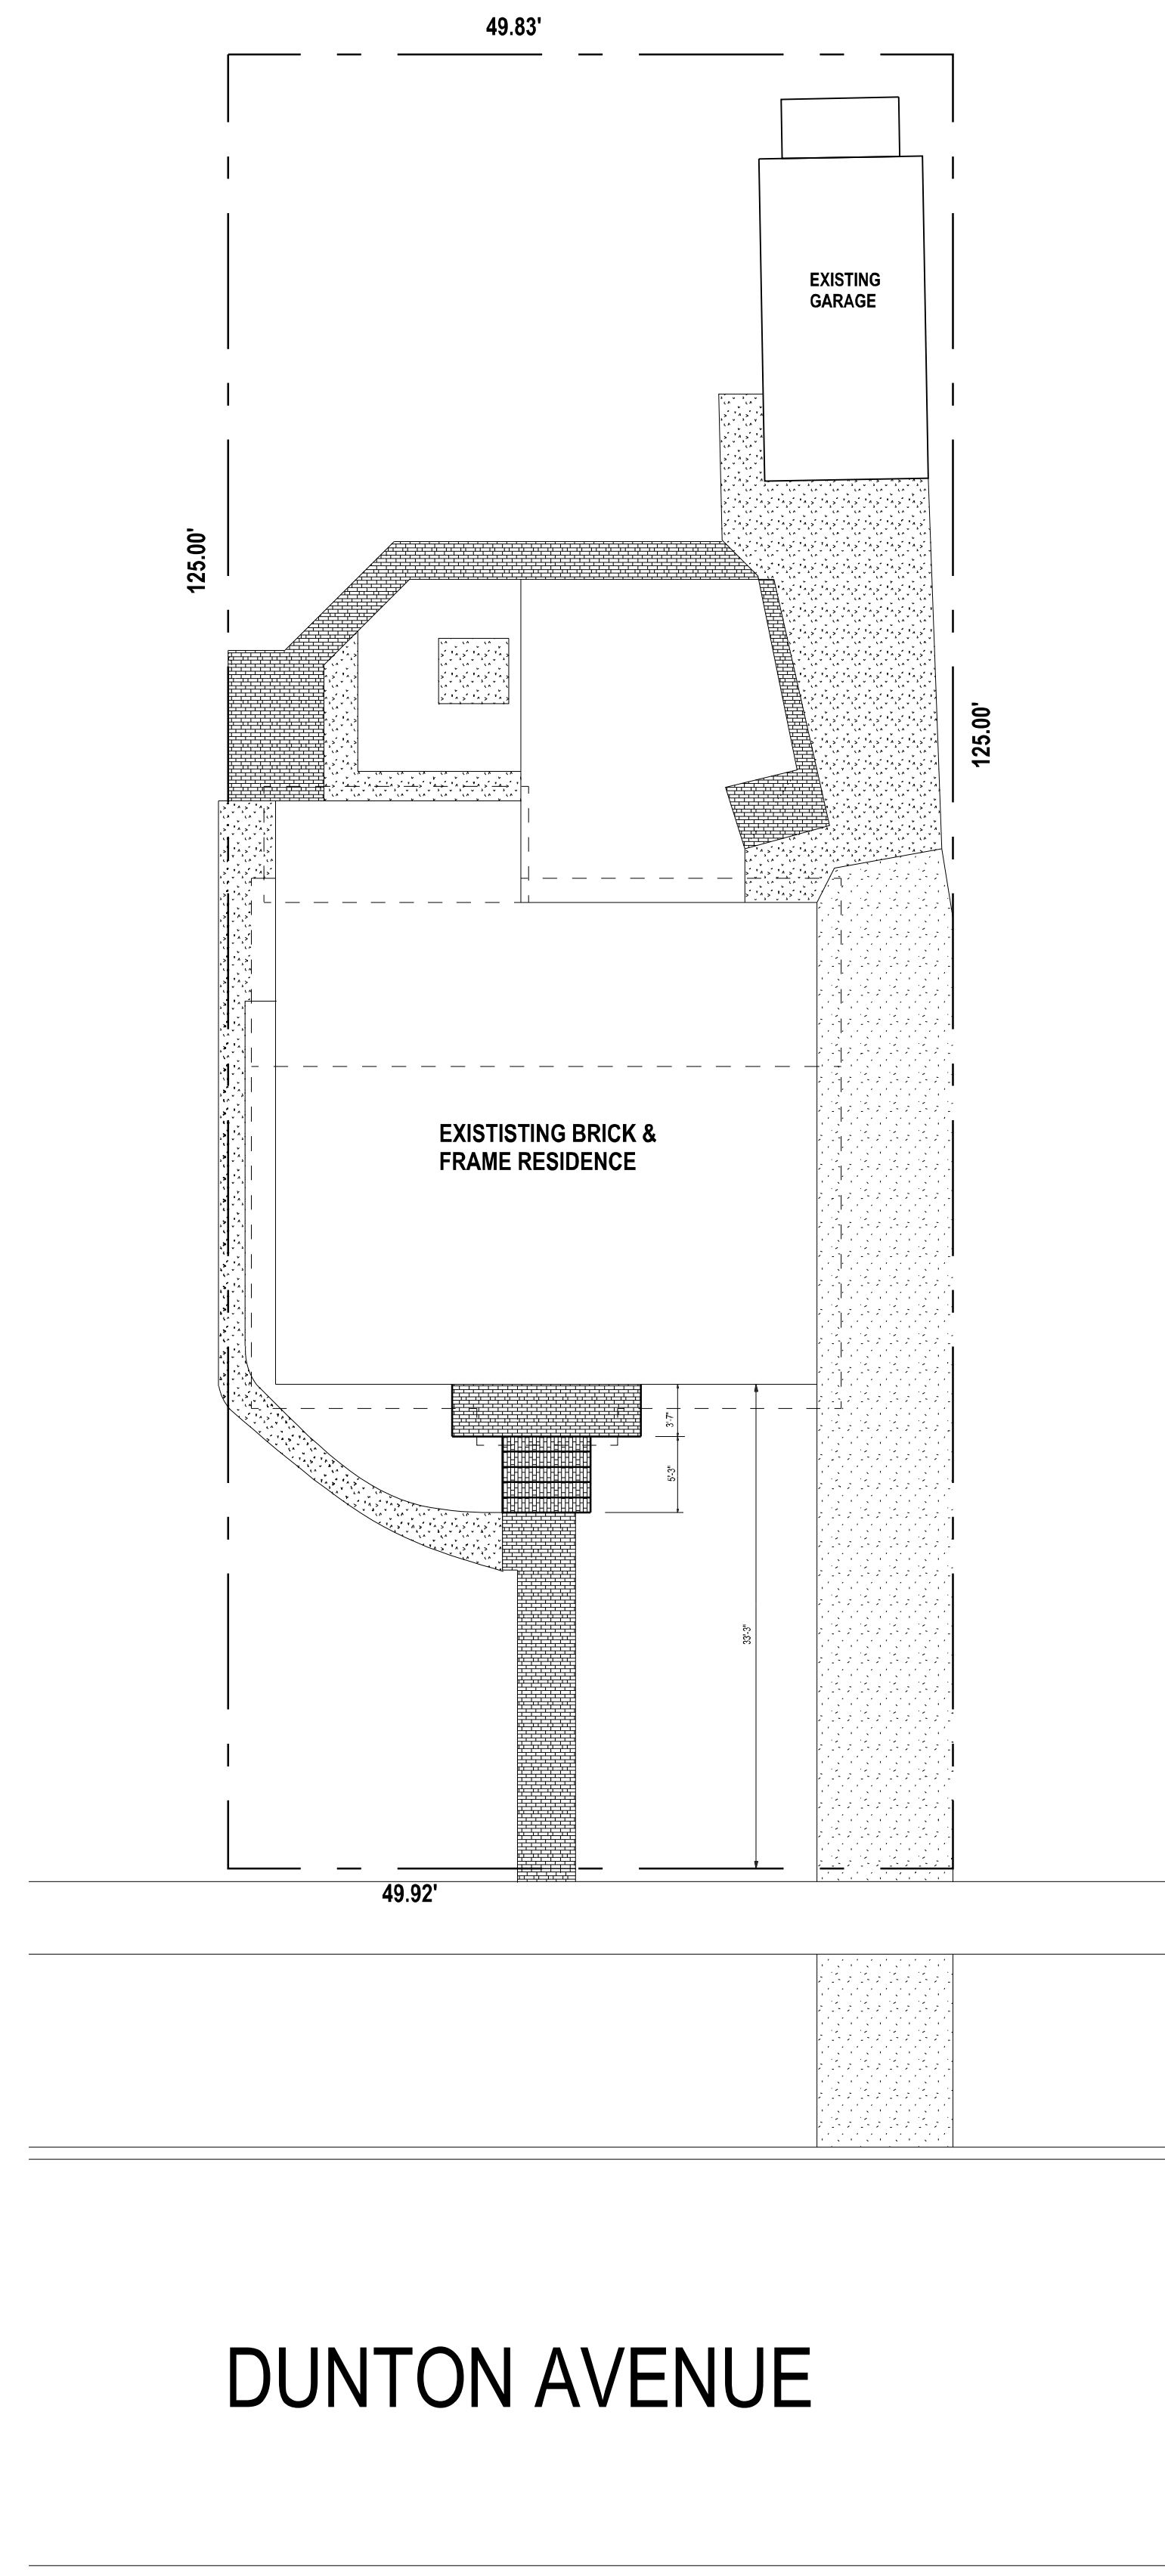 49.83'
EXISTING
GARAGE
125.00'
125.00'
EXISTISTING BRICK &
FRAME RESIDENCE
3'-7"
5'-3"
33'-3"
49.92'
DUNTON AVENUE